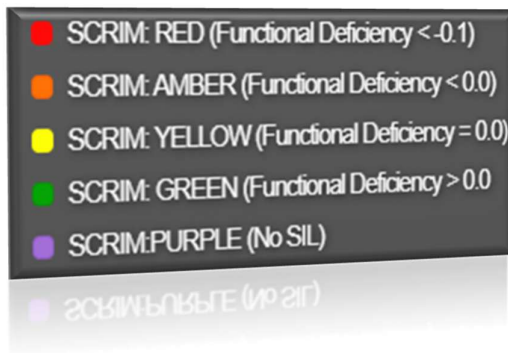 SCRIM: RED (Functional Deficiency < -0.1)
SCRIM: AMBER (Functional Deficiency < 0.0)
SCRIM: YELLOW (Functional Deficiency = 0.0)
SCRIM: GREEN (Functional Deficiency > 0.0
SCRIM:PURPLE (No SIL)